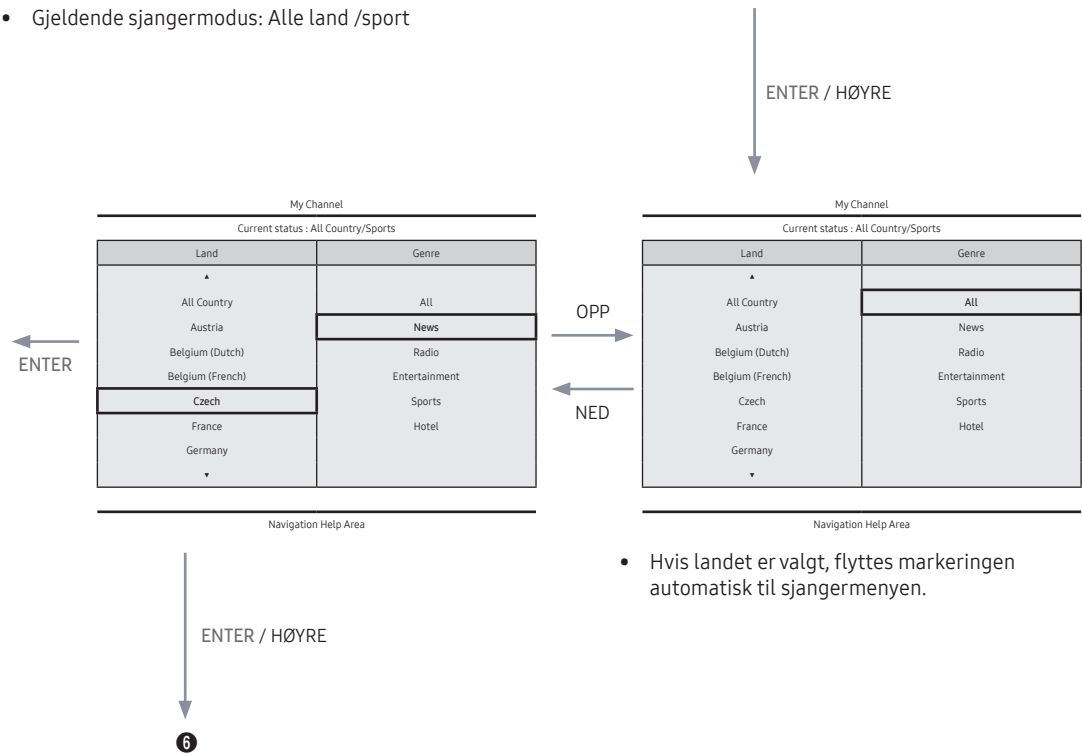 • Gjeldende sjangermodus: Alle land /sport
ENTER / HØYRE
My Channel
Current status : All Country/Sports
Land Genre
▲
All Country All
Austria News
Belgium (Dutch) Radio
Belgium (French) Entertainment
Czech Sports
France Hotel
Germany
▼
Navigation Help Area
ENTER
OPP
NED
My Channel
Current status : All Country/Sports
Land Genre
▲
All Country All
Austria News
Belgium (Dutch) Radio
Belgium (French) Entertainment
Czech Sports
France Hotel
Germany
▼
Navigation Help Area
• Hvis landet er valgt, flyttes markeringen
automatisk til sjangermenyen.
ENTER / HØYRE
❻